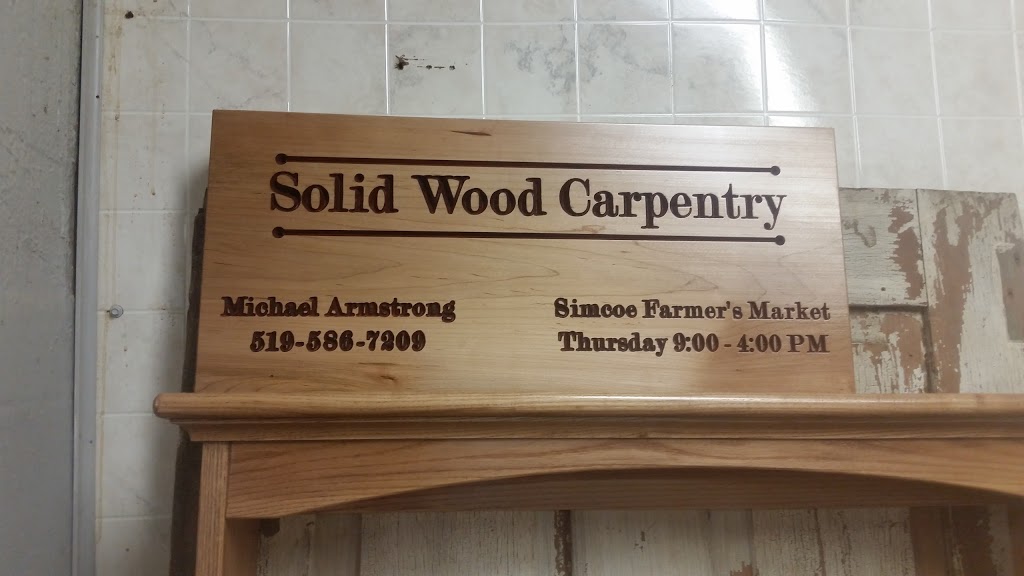 Solid Wood Carpentry
Michael Armstrong
519-586-7209
Simcoe Farmer's Market
Thursday 9:00 - 4:00 PM